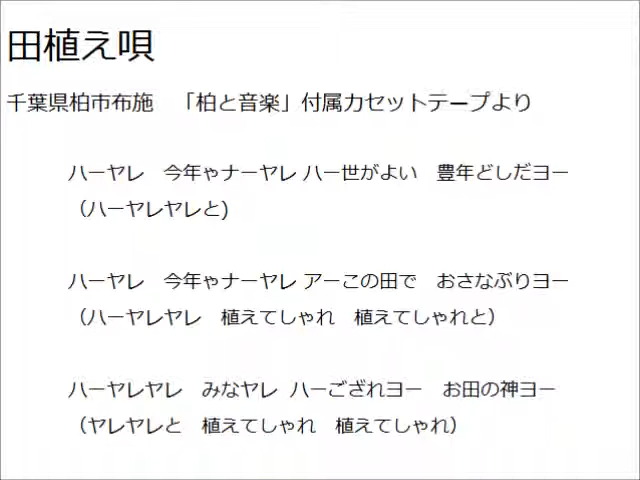 田植え唄
千葉県柏市布施　「柏と音楽」付属カセットテープより
ハーヤレ　今年ゃナーヤレ ハー世がよい　豊年どしだヨー
（ハーヤレヤレと)
ハーヤレ　今年ゃナーヤレ アーこの田で　おさなぶりヨー
（ハーヤレヤレ　植えてしゃれ　植えてしゃれと）
ハーヤレヤレ　みなヤレ ハーござれヨー　お田の神ヨー
（ヤレヤレと　植えてしゃれ　植えてしゃれ）